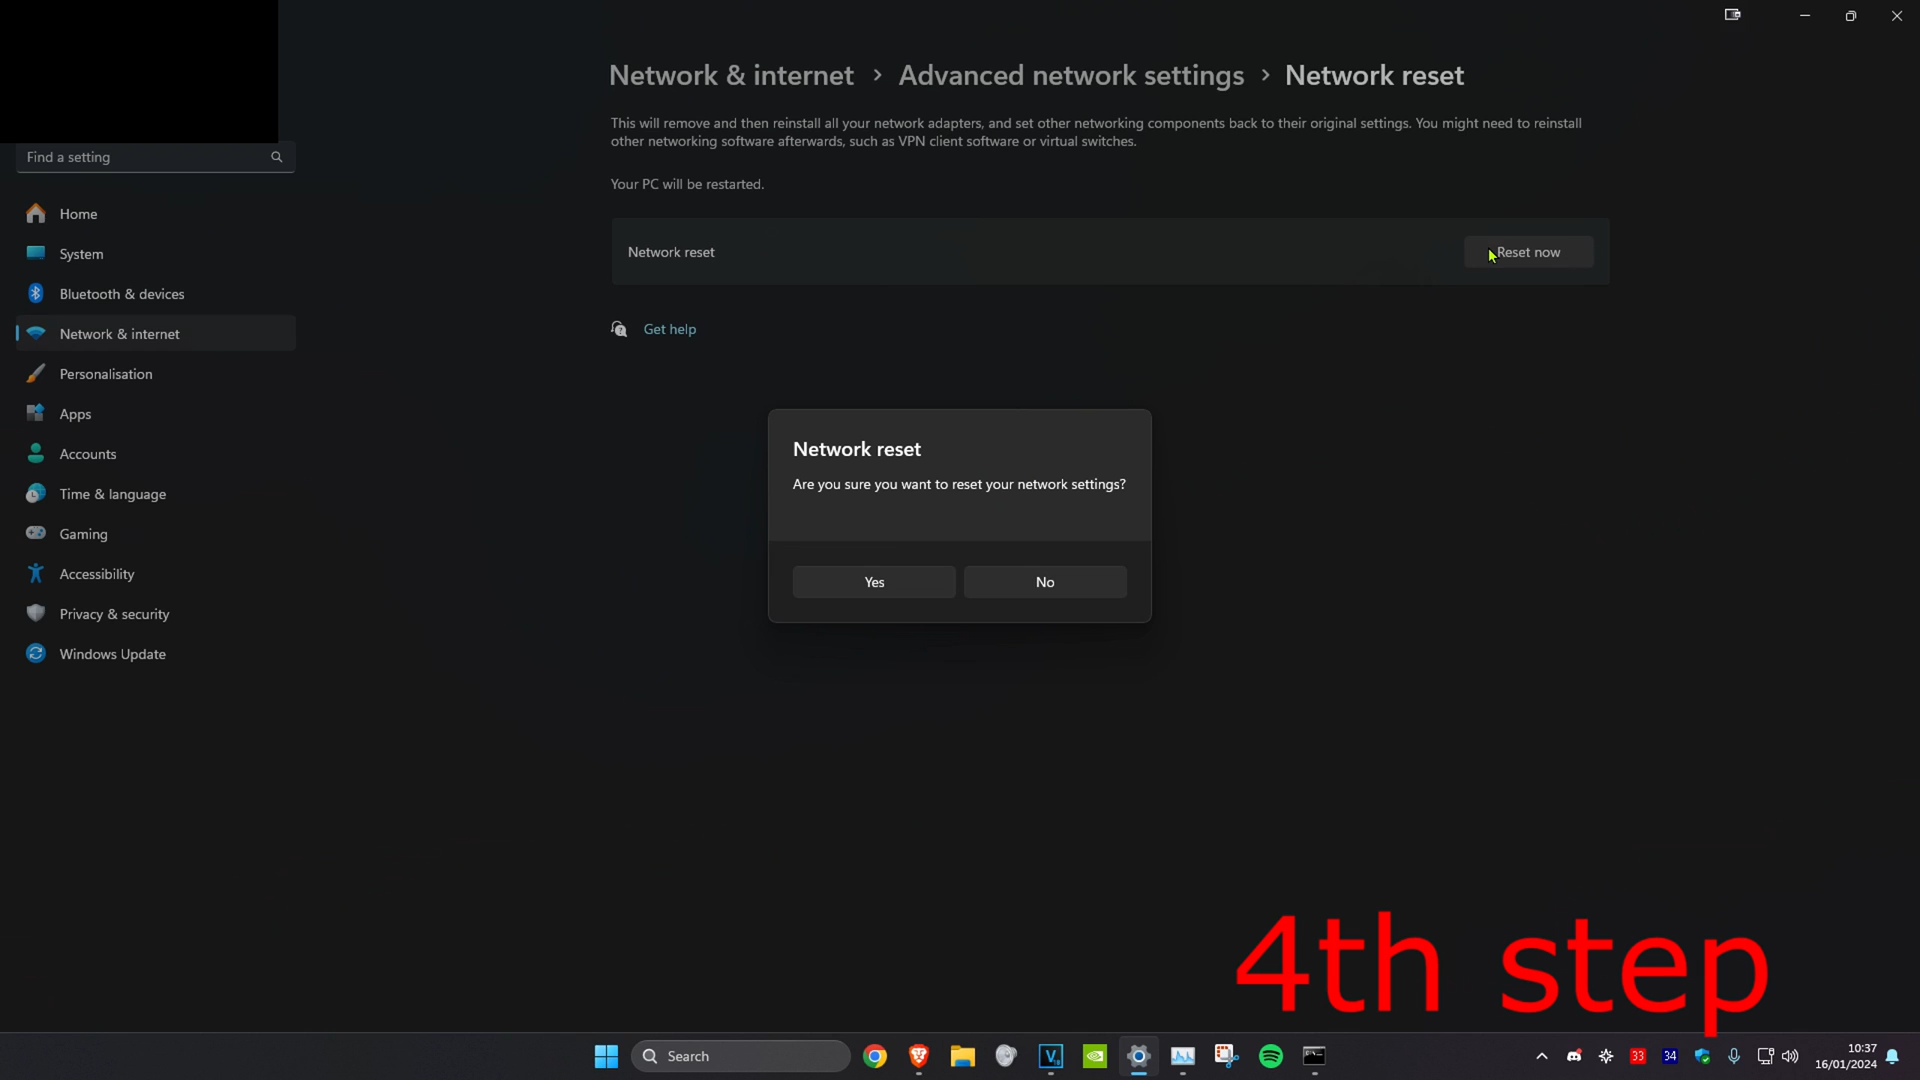 Network & internet > Advanced network settings > Network reset
This will remove and then reinstall all your network adapters, and set other networking components back to their original settings. You might need to reinstall
other networking software afterwards, such as VPN client software or virtual switches.
Your PC will be restarted.
Network reset
Reset now
Get help
Find a setting
Home
System
Bluetooth & devices
Network & internet
Personalisation
Apps
Accounts
Time & language
Gaming
Accessibility
Privacy & security
Windows Update
Network reset
Are you sure you want to reset your network settings?
Yes
No
4th step
Search
33
34
10:37
16/01/2024